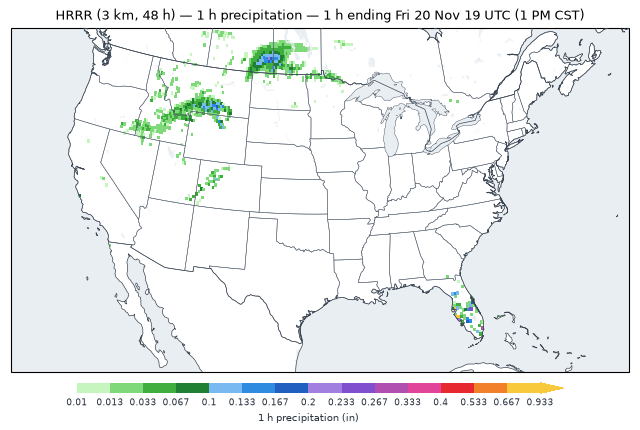 HRRR (3 km, 48 h) — 1 h precipitation — 1 h ending Fri 20 Nov 19 UTC (1 PM CST)
0.01 0.013 0.033 0.067 0.1 0.133 0.167 0.2 0.233 0.267 0.333 0.4 0.533 0.667 0.933
1 h precipitation (in)